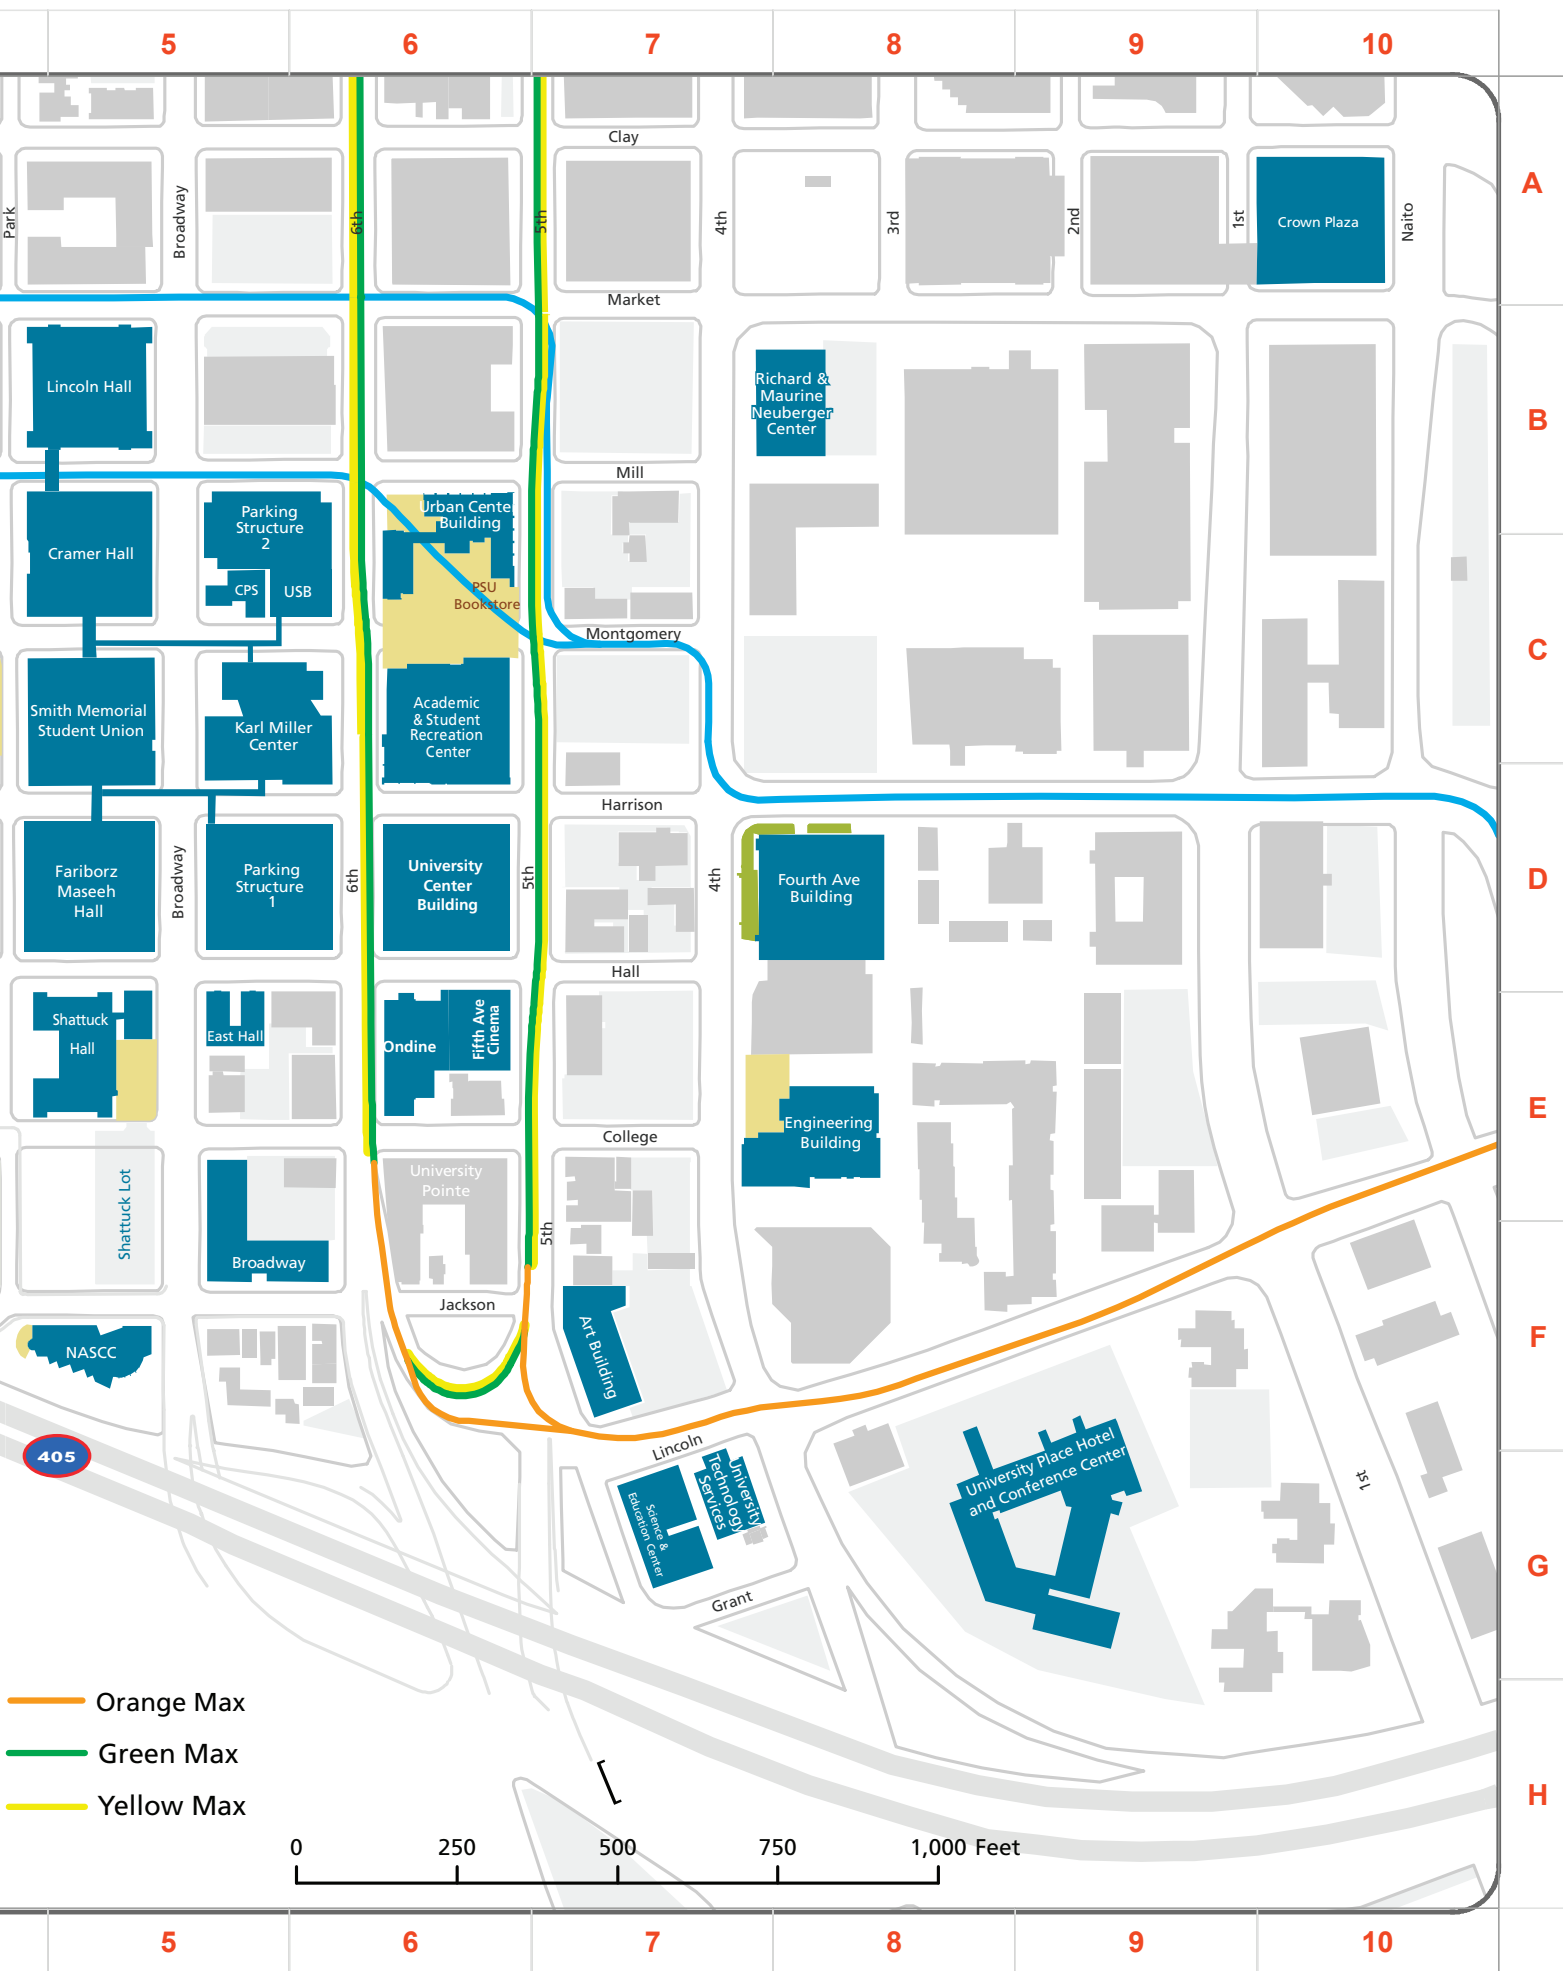 5 6 7 8 9 10
Clay
A
Park
Broadway
6th
5th
4th
3rd
2nd
1st
Crown Plaza
Naito
Market
Lincoln Hall
Richard &
Maurine
Neuberger
Center
B
Mill
Cramer Hall
Parking
Structure
2
CPS
USB
Urban Center
Building
PSU
Bookstore
Montgomery
C
Smith Memorial
Student Union
Karl Miller
Center
Academic
& Student
Recreation
Center
Harrison
Fariborz
Maseeh
Hall
Broadway
Parking
Structure
1
6th
University
Center
Building
5th
4th
Fourth Ave
Building
D
Hall
Shattuck
Hall
East Hall
Ondine
Fifth Ave
Cinema
Engineering
Building
E
College
Shattuck Lot
University
Pointe
5th
Broadway
Jackson
Art Building
NASCC
F
405
Lincoln
Science &
Education Center
University
Technology
Services
University Place Hotel
and Conference Center
1st
G
Grant
Orange Max
Green Max
Yellow Max
H
0 250 500 750 1,000 Feet
5 6 7 8 9 10